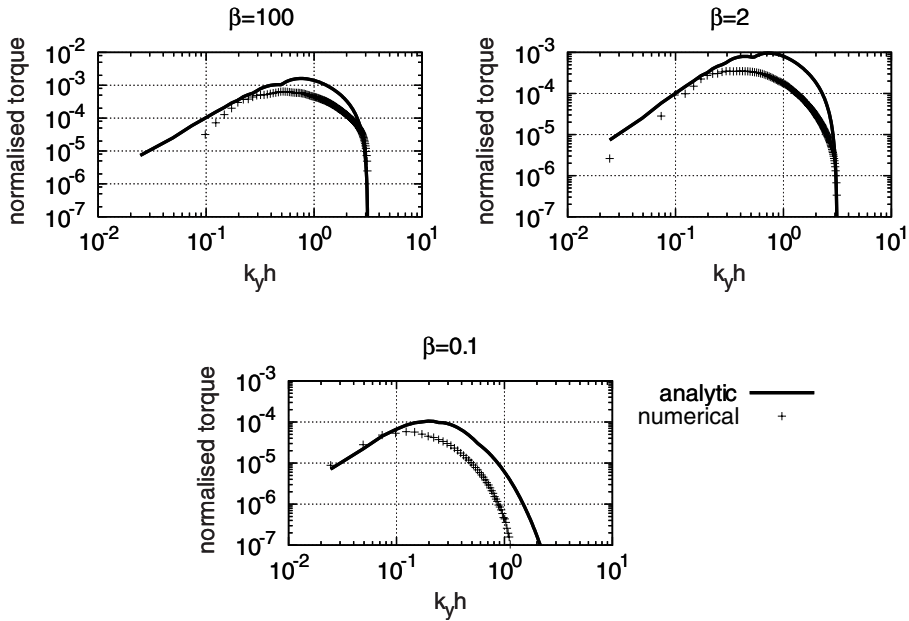 β=100
normalised torque
10^-2
10^-3
10^-4
10^-5
10^-6
10^-7
10^-2 10^-1 10^0 10^1
k_yh
β=2
normalised torque
10^-3
10^-4
10^-5
10^-6
10^-7
10^-2 10^-1 10^0 10^1
k_yh
β=0.1
normalised torque
10^-3
10^-4
10^-5
10^-6
10^-7
10^-2 10^-1 10^0 10^1
k_yh
analytic
numerical +